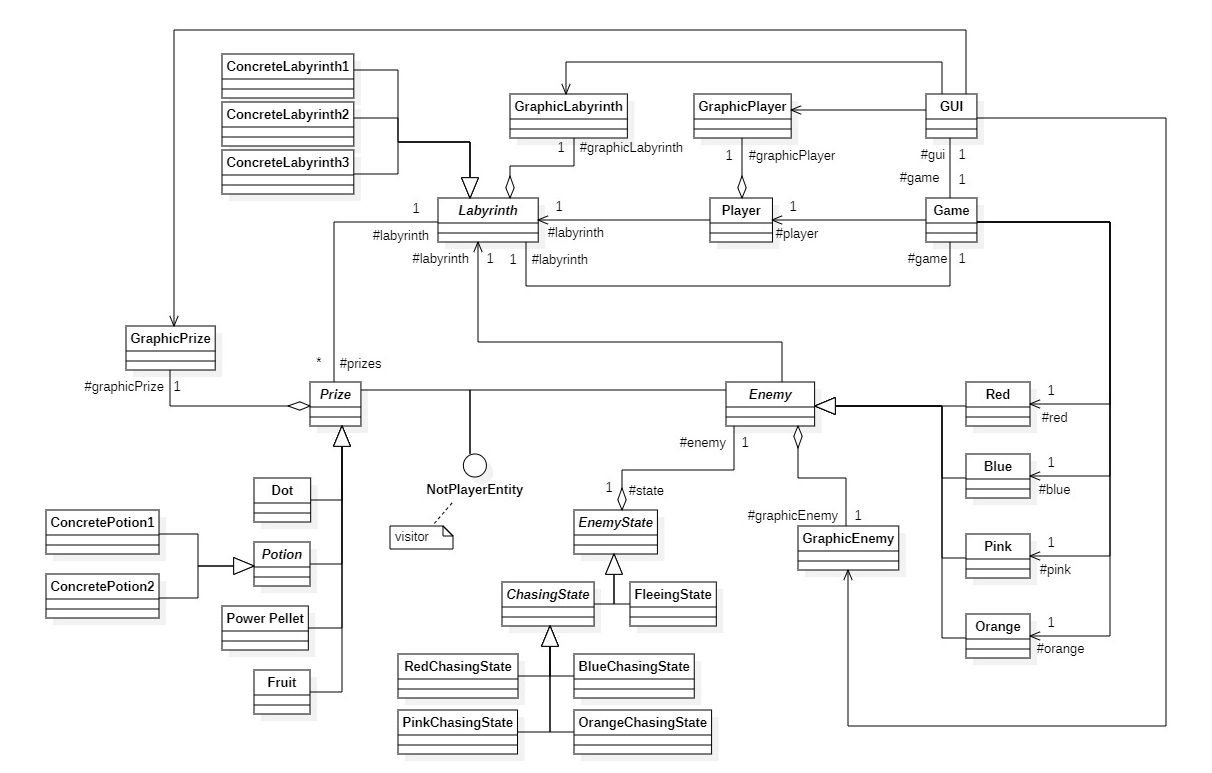 ConcreteLabyrinth1
ConcreteLabyrinth2
ConcreteLabyrinth3
GraphicLabyrinth
GraphicPlayer
GUI
1
#graphicLabyrinth
1
#graphicPlayer
#gui
1
#game
1
1
Labyrinth
1
Player
1
Game
#labyrinth
#labyrinth
#player
#labyrinth
1
1
#labyrinth
#game
1
GraphicPrize
*
#prizes
#graphicPrize
1
Prize
Enemy
Red
1
#red
#enemy
1
Blue
1
#blue
NotPlayerEntity
visitor
1
#state
EnemyState
#graphicEnemy
1
GraphicEnemy
Pink
1
#pink
Dot
ConcretePotion1
Potion
ConcretePotion2
Power Pellet
Fruit
ChasingState
FleeingState
Orange
1
#orange
RedChasingState
BlueChasingState
PinkChasingState
OrangeChasingState